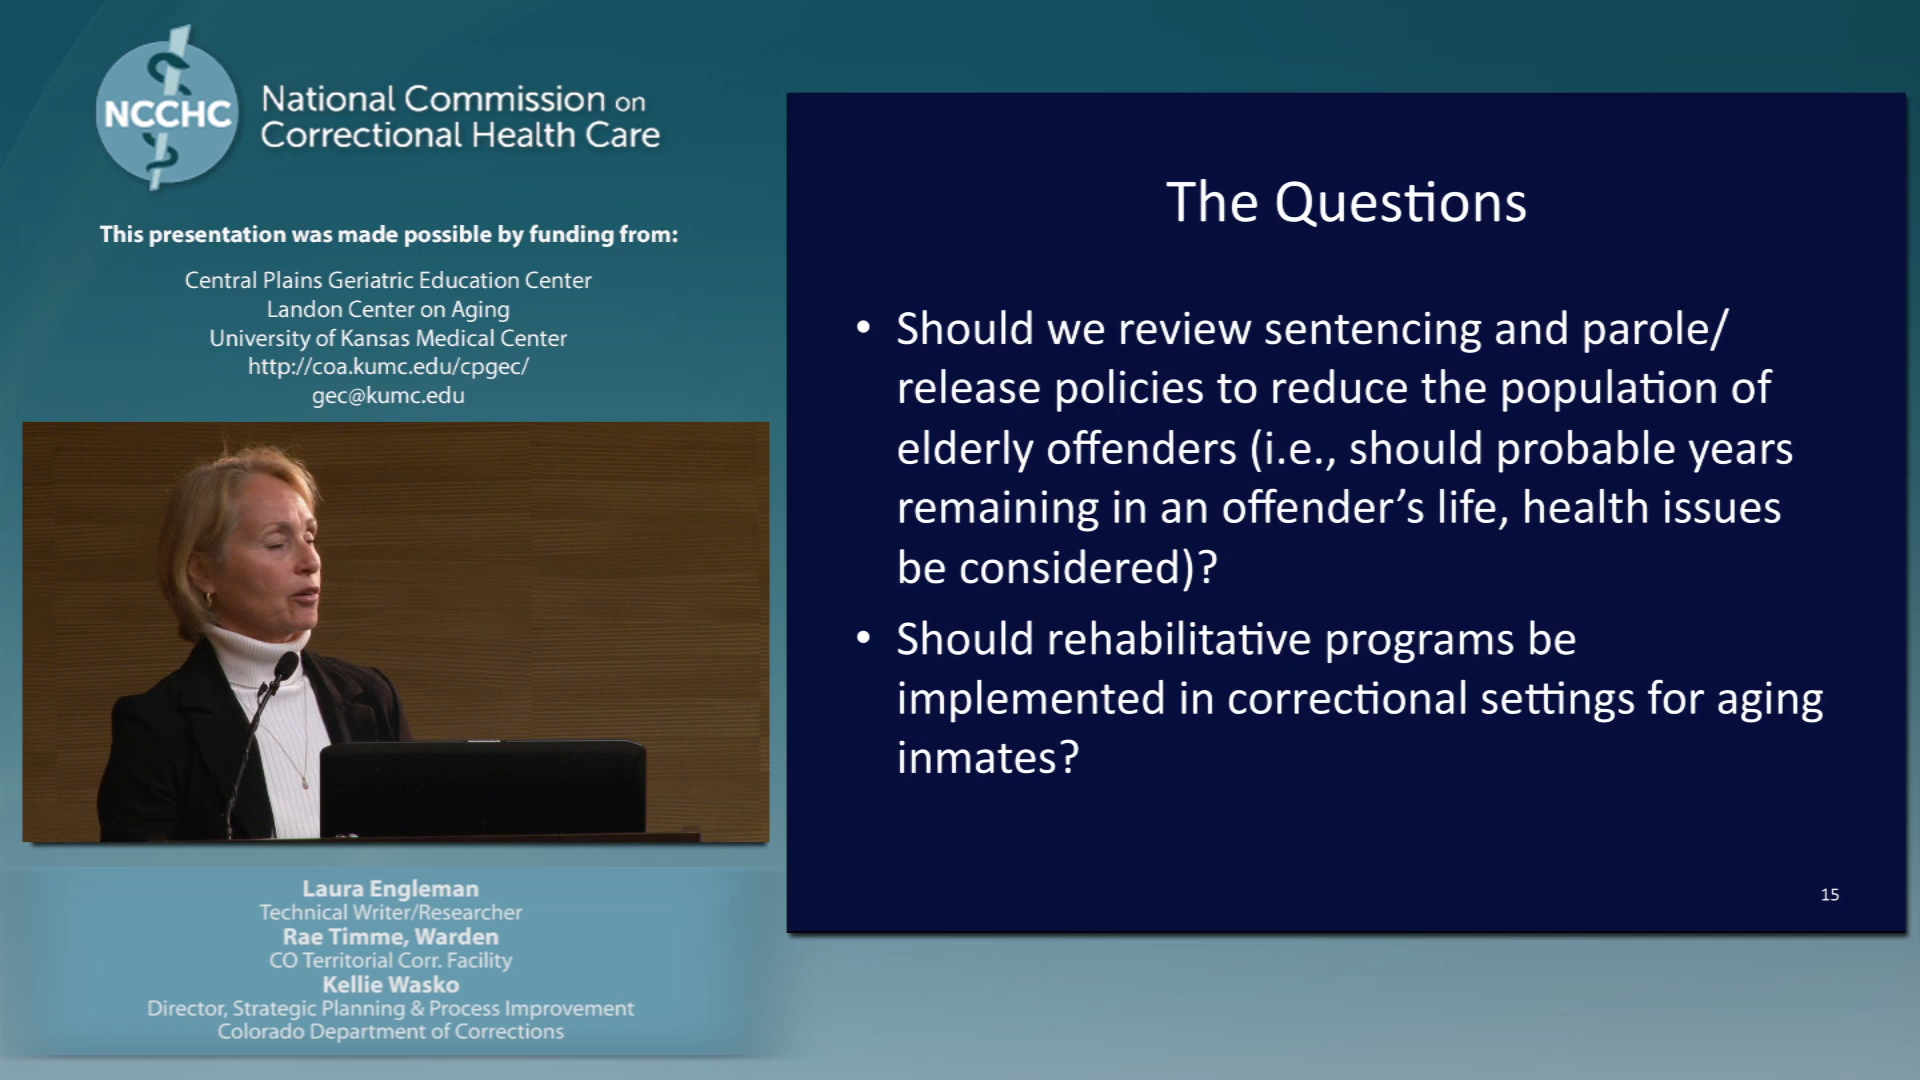 NCCHC
National Commission on
Correctional Health Care
This presentation was made possible by funding from:
Central Plains Geriatric Education Center
Landon Center on Aging
University of Kansas Medical Center
http://coa.kumc.edu/cpgec/
gec@kumc.edu
Laura Engleman
Technical Writer/Researcher
Rae Timme, Warden
CO Territorial Corr. Facility
Kellie Wasko
Director, Strategic Planning & Process Improvement
Colorado Department of Corrections
The Questions
• Should we review sentencing and parole/
release policies to reduce the population of
elderly offenders (i.e., should probable years
remaining in an offender’s life, health issues
be considered)?
• Should rehabilitative programs be
implemented in correctional settings for aging
inmates?
15